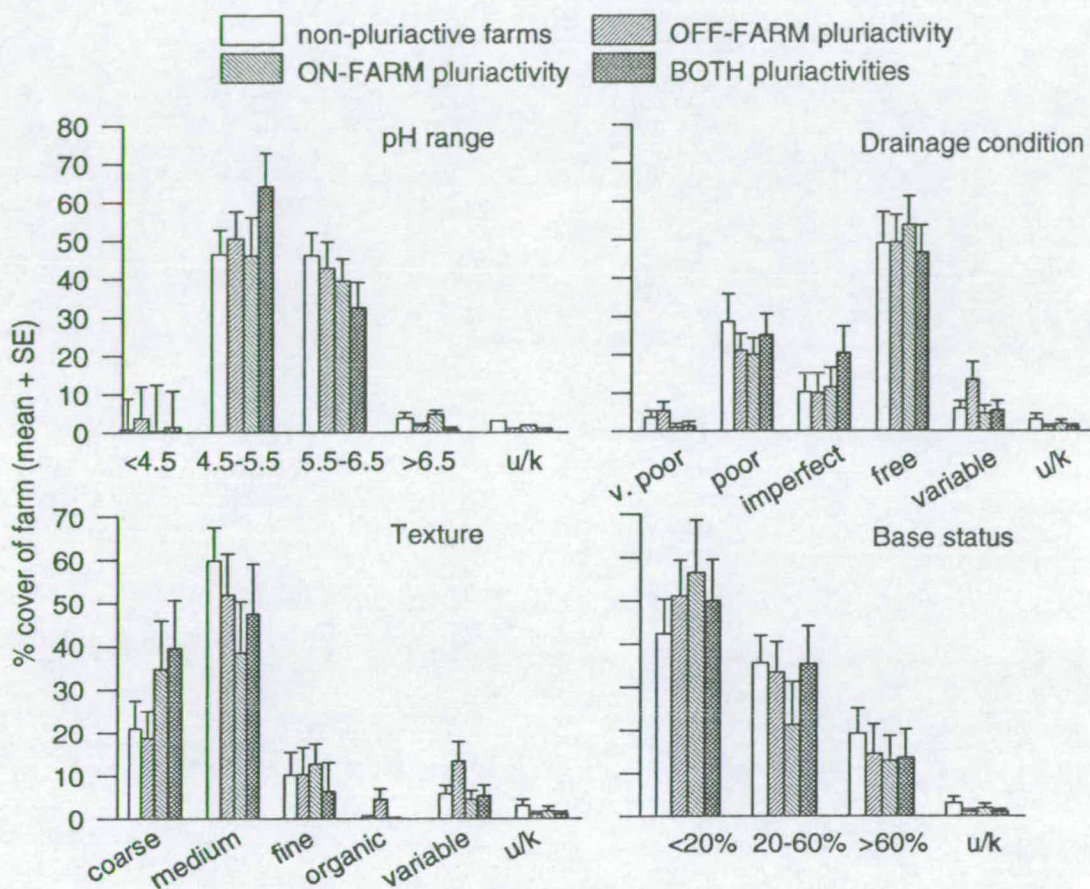 non-pluriactive farms
OFF-FARM pluriactivity
ON-FARM pluriactivity
BOTH pluriactivities
% cover of farm (mean + SE)
pH range
80
70
60
50
40
30
20
10
0
<4.5 4.5-5.5 5.5-6.5 >6.5 u/k
Drainage condition
v. poor poor imperfect free variable u/k
Texture
70
60
50
40
30
20
10
0
coarse medium fine organic variable u/k
Base status
<20% 20-60% >60% u/k